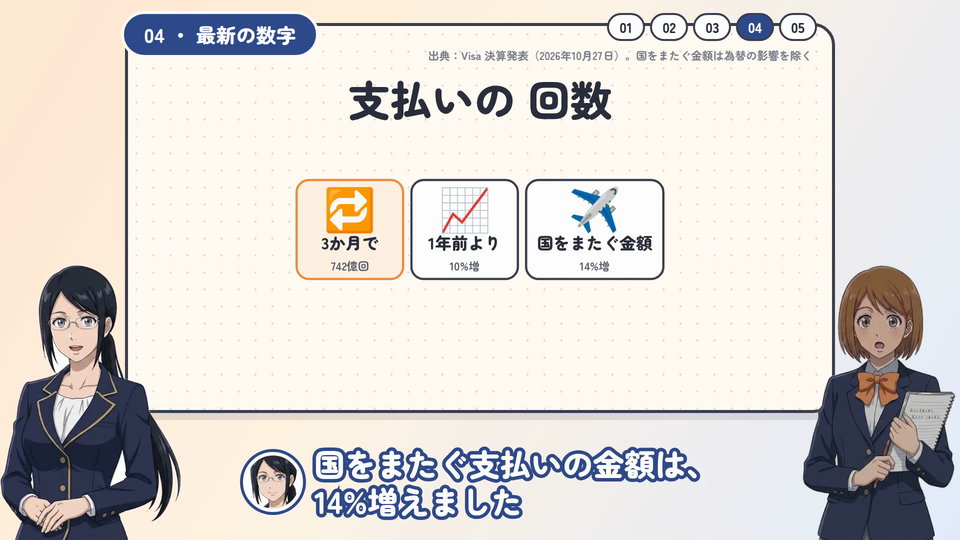 04 ・ 最新の数字
01 02 03 04 05
出典：Visa 決算発表（2026年10月27日）。国をまたぐ金額は為替の影響を除く
支払いの 回数
3か月で
742億回
1年前より
10%増
国をまたぐ金額
14%増
国をまたぐ支払いの金額は、
14%増えました